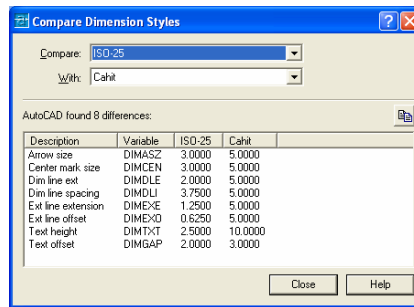 Compare Dimension Styles
Compare: ISO-25
With: Cahit
AutoCAD found 8 differences:
Description Variable ISO-25 Cahit
Arrow size DIMASZ 3.0000 5.0000
Center mark size DIMCEN 3.0000 5.0000
Dim line ext DIMDLE 2.0000 5.0000
Dim line spacing DIMDLI 3.7500 5.0000
Ext line extension DIMEXE 1.2500 5.0000
Ext line offset DIMEXO 0.6250 5.0000
Text height DIMTXT 2.5000 10.0000
Text offset DIMGAP 2.0000 3.0000
Close Help